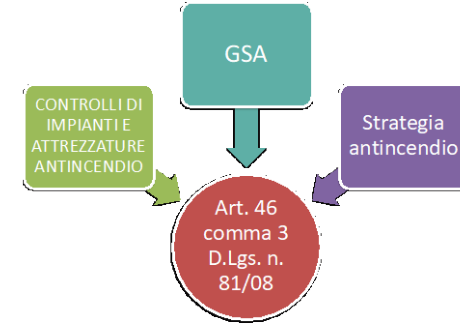 GSA
CONTROLLI DI
IMPIANTI E
ATTREZZATURE
ANTINCENDIO
Strategia
antincendio
Art. 46
comma 3
D.Lgs. n.
81/08